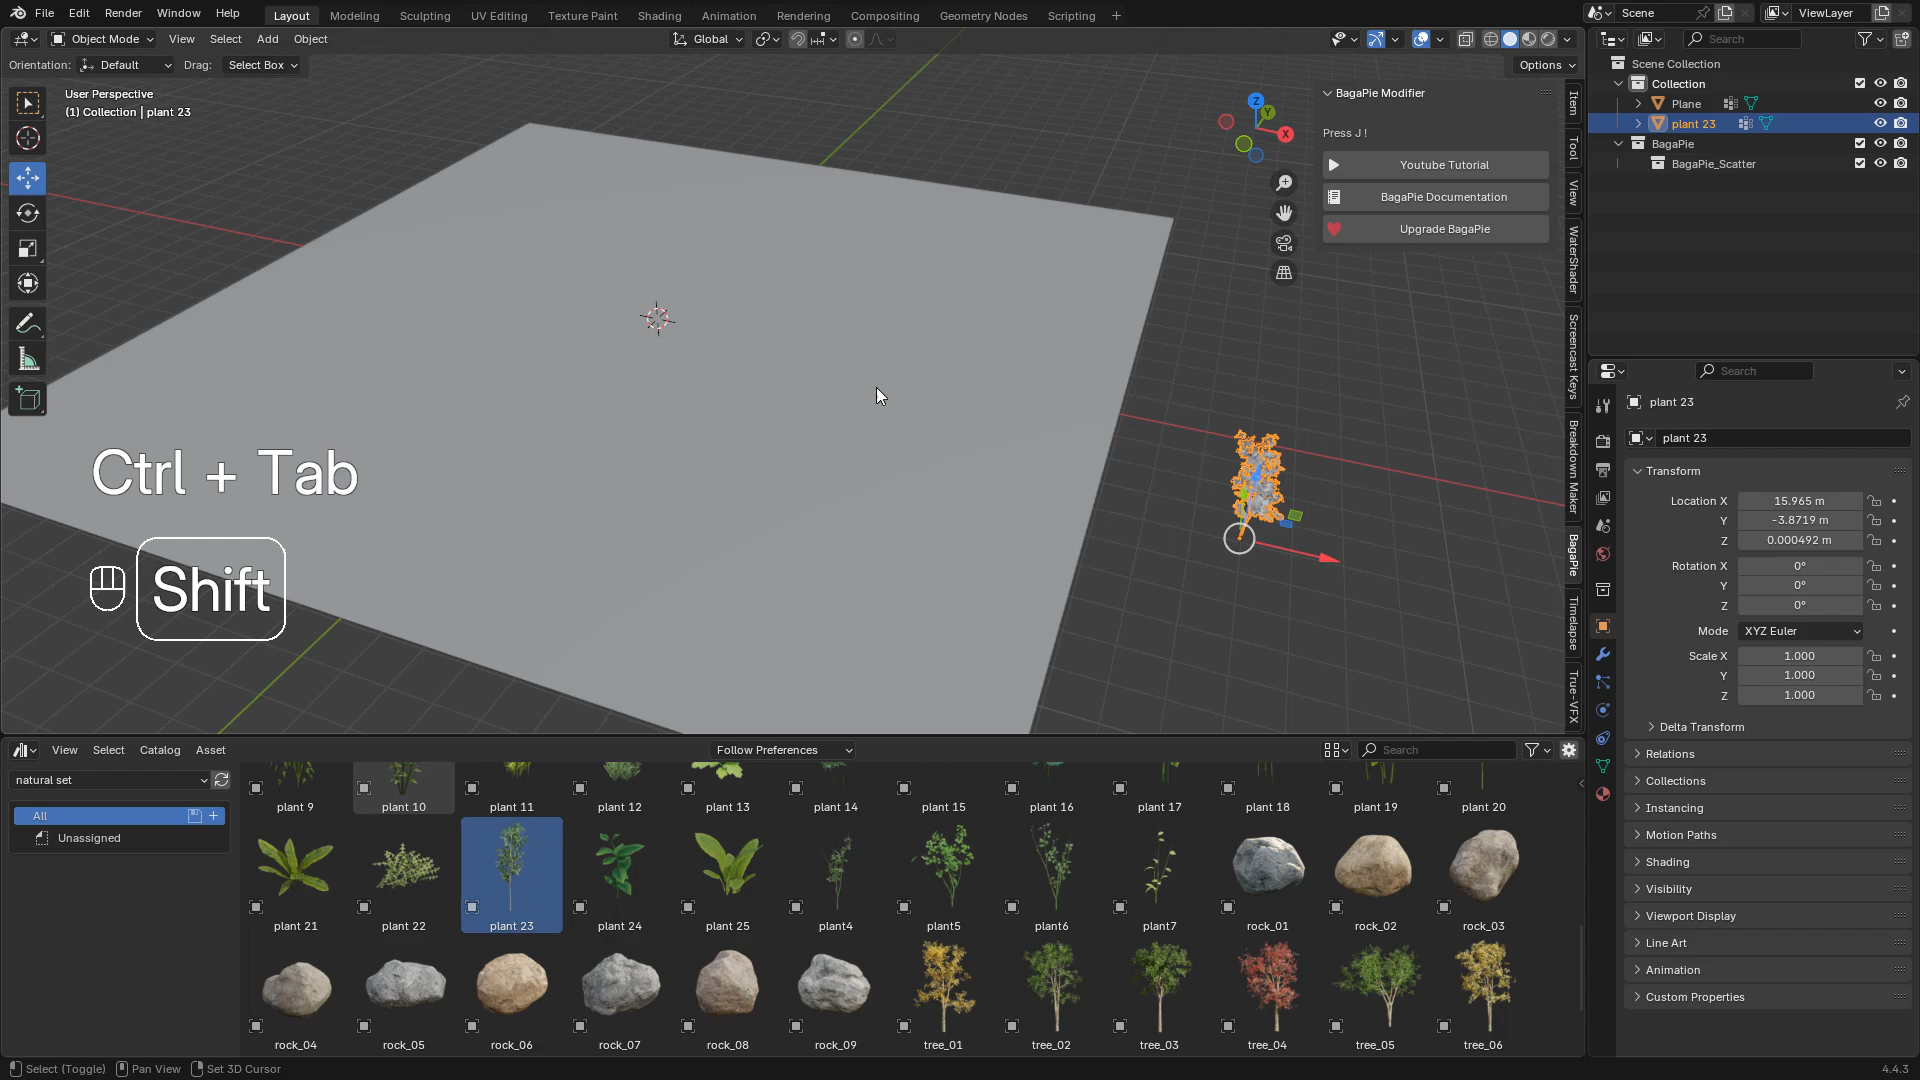 File Edit Render Window Help Layout Modeling Sculpting UV Editing Texture Paint Shading Animation Rendering Compositing Geometry Nodes Scripting + Scene ViewLayer
Object Mode View Select Add Object Global Search
Orientation: Default Drag: Select Box Options
User Perspective
(1) Collection | plant 23
Z
Y
X
BagaPie Modifier
Press J !
Youtube Tutorial
BagaPie Documentation
Upgrade BagaPie
Item
Tool
View
WaterShader
Screencast Keys
Breakdown Maker
BagaPie
Timelapse
True-VFX
Scene Collection
Collection
Plane
plant 23
BagaPie
BagaPie_Scatter
Ctrl + Tab
Shift
Search
plant 23
plant 23
Transform
Location X 15.965 m
Y -3.8719 m
Z 0.000492 m
Rotation X 0°
Y 0°
Z 0°
Mode XYZ Euler
Scale X 1.000
Y 1.000
Z 1.000
Delta Transform
Relations
Collections
Instancing
Motion Paths
Shading
Visibility
Viewport Display
Line Art
Animation
Custom Properties
View Select Catalog Asset Follow Preferences Search
natural set
All +
Unassigned
plant 9 plant 10 plant 11 plant 12 plant 13 plant 14 plant 15 plant 16 plant 17 plant 18 plant 19 plant 20
plant 21 plant 22 plant 23 plant 24 plant 25 plant4 plant5 plant6 plant7 rock_01 rock_02 rock_03
rock_04 rock_05 rock_06 rock_07 rock_08 rock_09 tree_01 tree_02 tree_03 tree_04 tree_05 tree_06
Select (Toggle) Pan View Set 3D Cursor 4.4.3